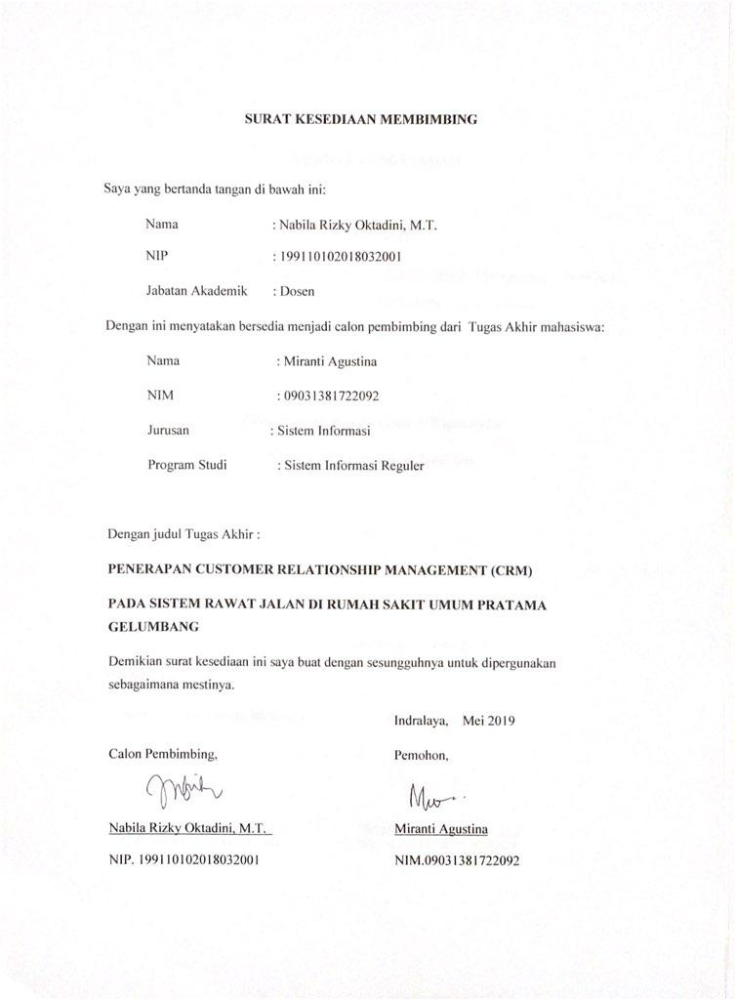 SURAT KESEDIAAN MEMBIMBING
Saya yang bertanda tangan di bawah ini:
Nama : Nabila Rizky Oktadini, M.T.
NIP : 199110102018032001
Jabatan Akademik : Dosen
Dengan ini menyatakan bersedia menjadi calon pembimbing dari Tugas Akhir mahasiswa:
Nama : Miranti Agustina
NIM : 09031381722092
Jurusan : Sistem Informasi
Program Studi : Sistem Informasi Reguler
Dengan judul Tugas Akhir :
PENERAPAN CUSTOMER RELATIONSHIP MANAGEMENT (CRM)
PADA SISTEM RAWAT JALAN DI RUMAH SAKIT UMUM PRATAMA
GELUMBANG
Demikian surat kesediaan ini saya buat dengan sesungguhnya untuk dipergunakan
sebagaimana mestinya.
Indralaya, Mei 2019
Calon Pembimbing, Pemohon,
Nabila Rizky Oktadini, M.T. Miranti Agustina
NIP. 199110102018032001 NIM.09031381722092